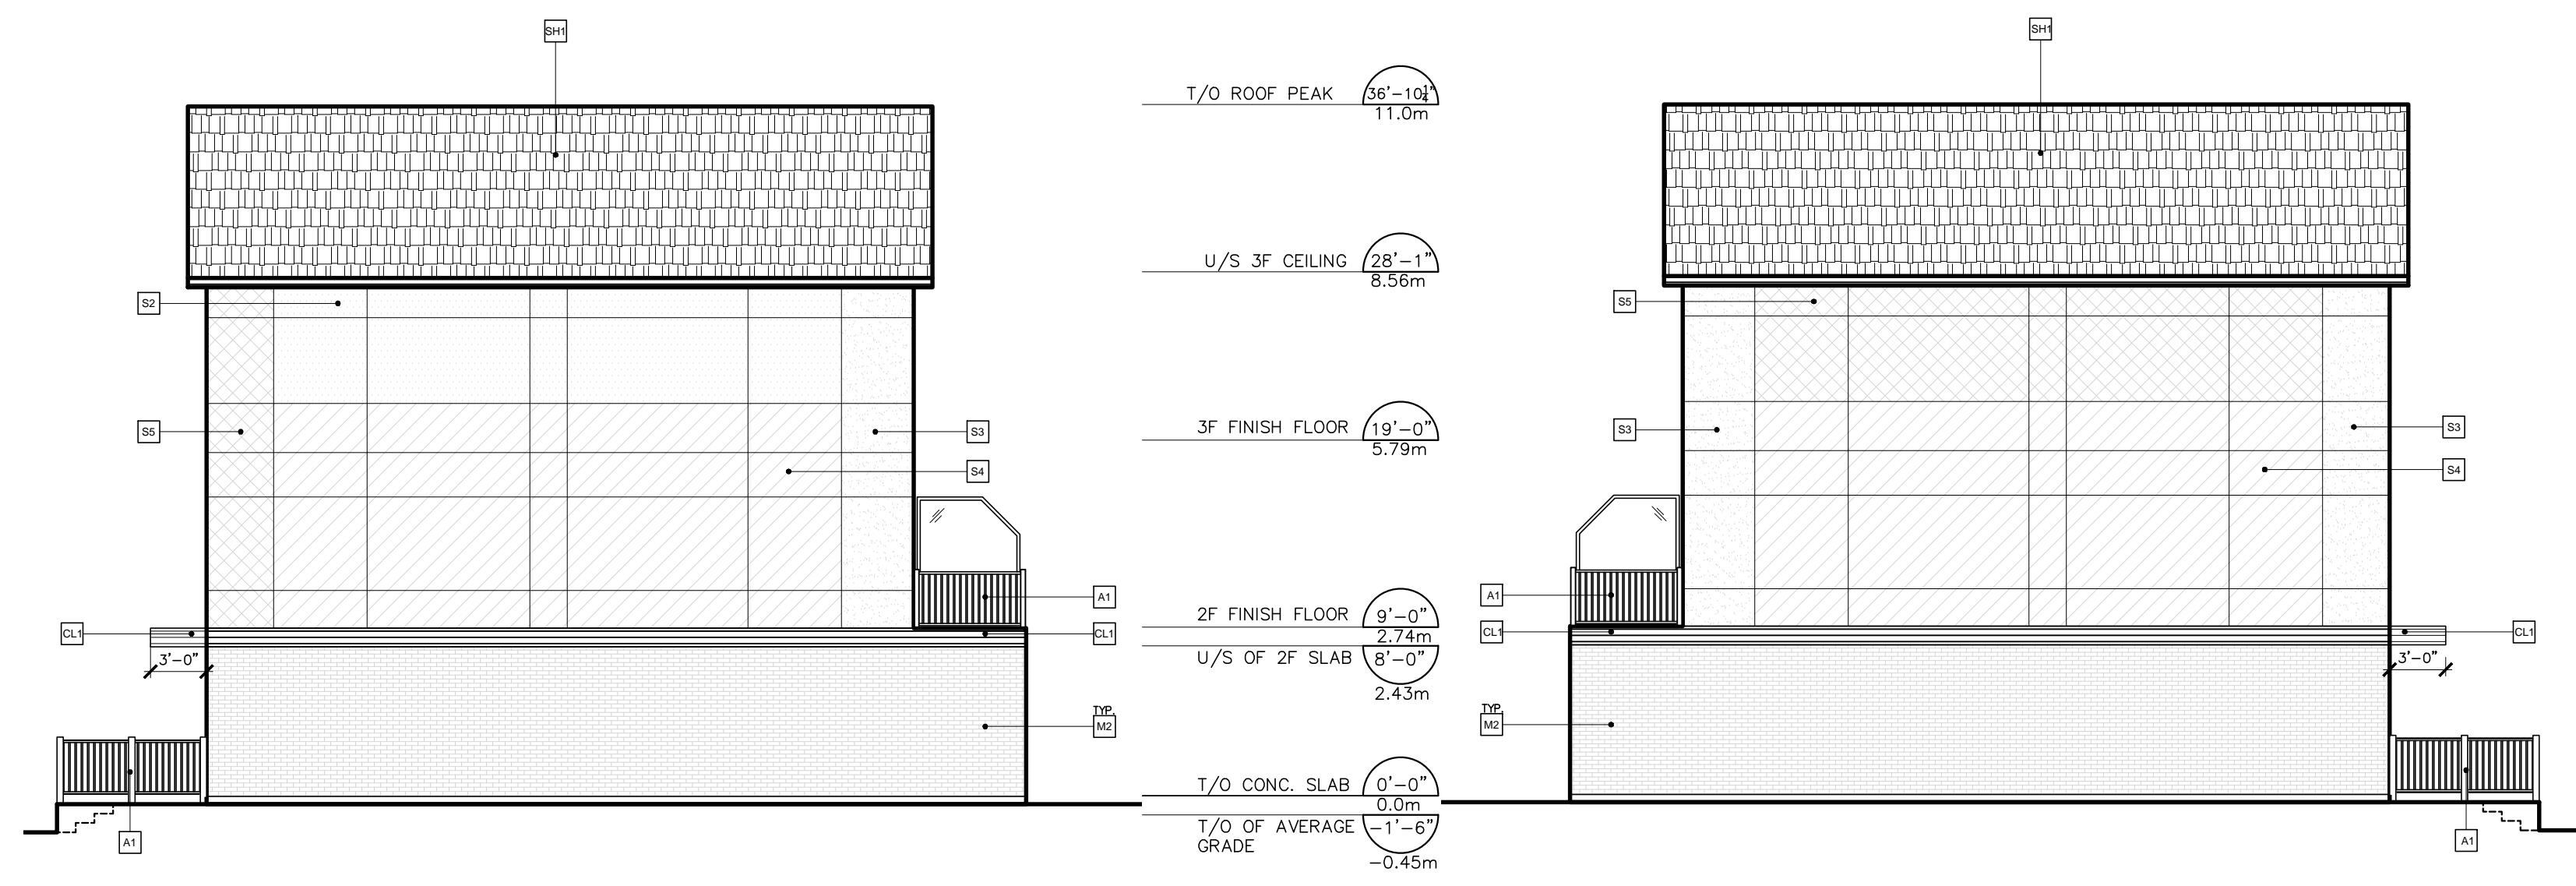 SH1
SH1
T/O ROOF PEAK 36'-10¼"
11.0m
U/S 3F CEILING 28'-1"
8.56m
S2
S5
S5
S3
S4
3F FINISH FLOOR 19'-0"
5.79m
S3
S3
S4
A1
A1
2F FINISH FLOOR 9'-0"
2.74m
CL1
CL1
CL1
CL1
3'-0"
U/S OF 2F SLAB 8'-0"
2.43m
3'-0"
TYP.
M2
TYP.
M2
T/O CONC. SLAB 0'-0"
0.0m
T/O OF AVERAGE -1'-6"
GRADE
-0.45m
A1
A1